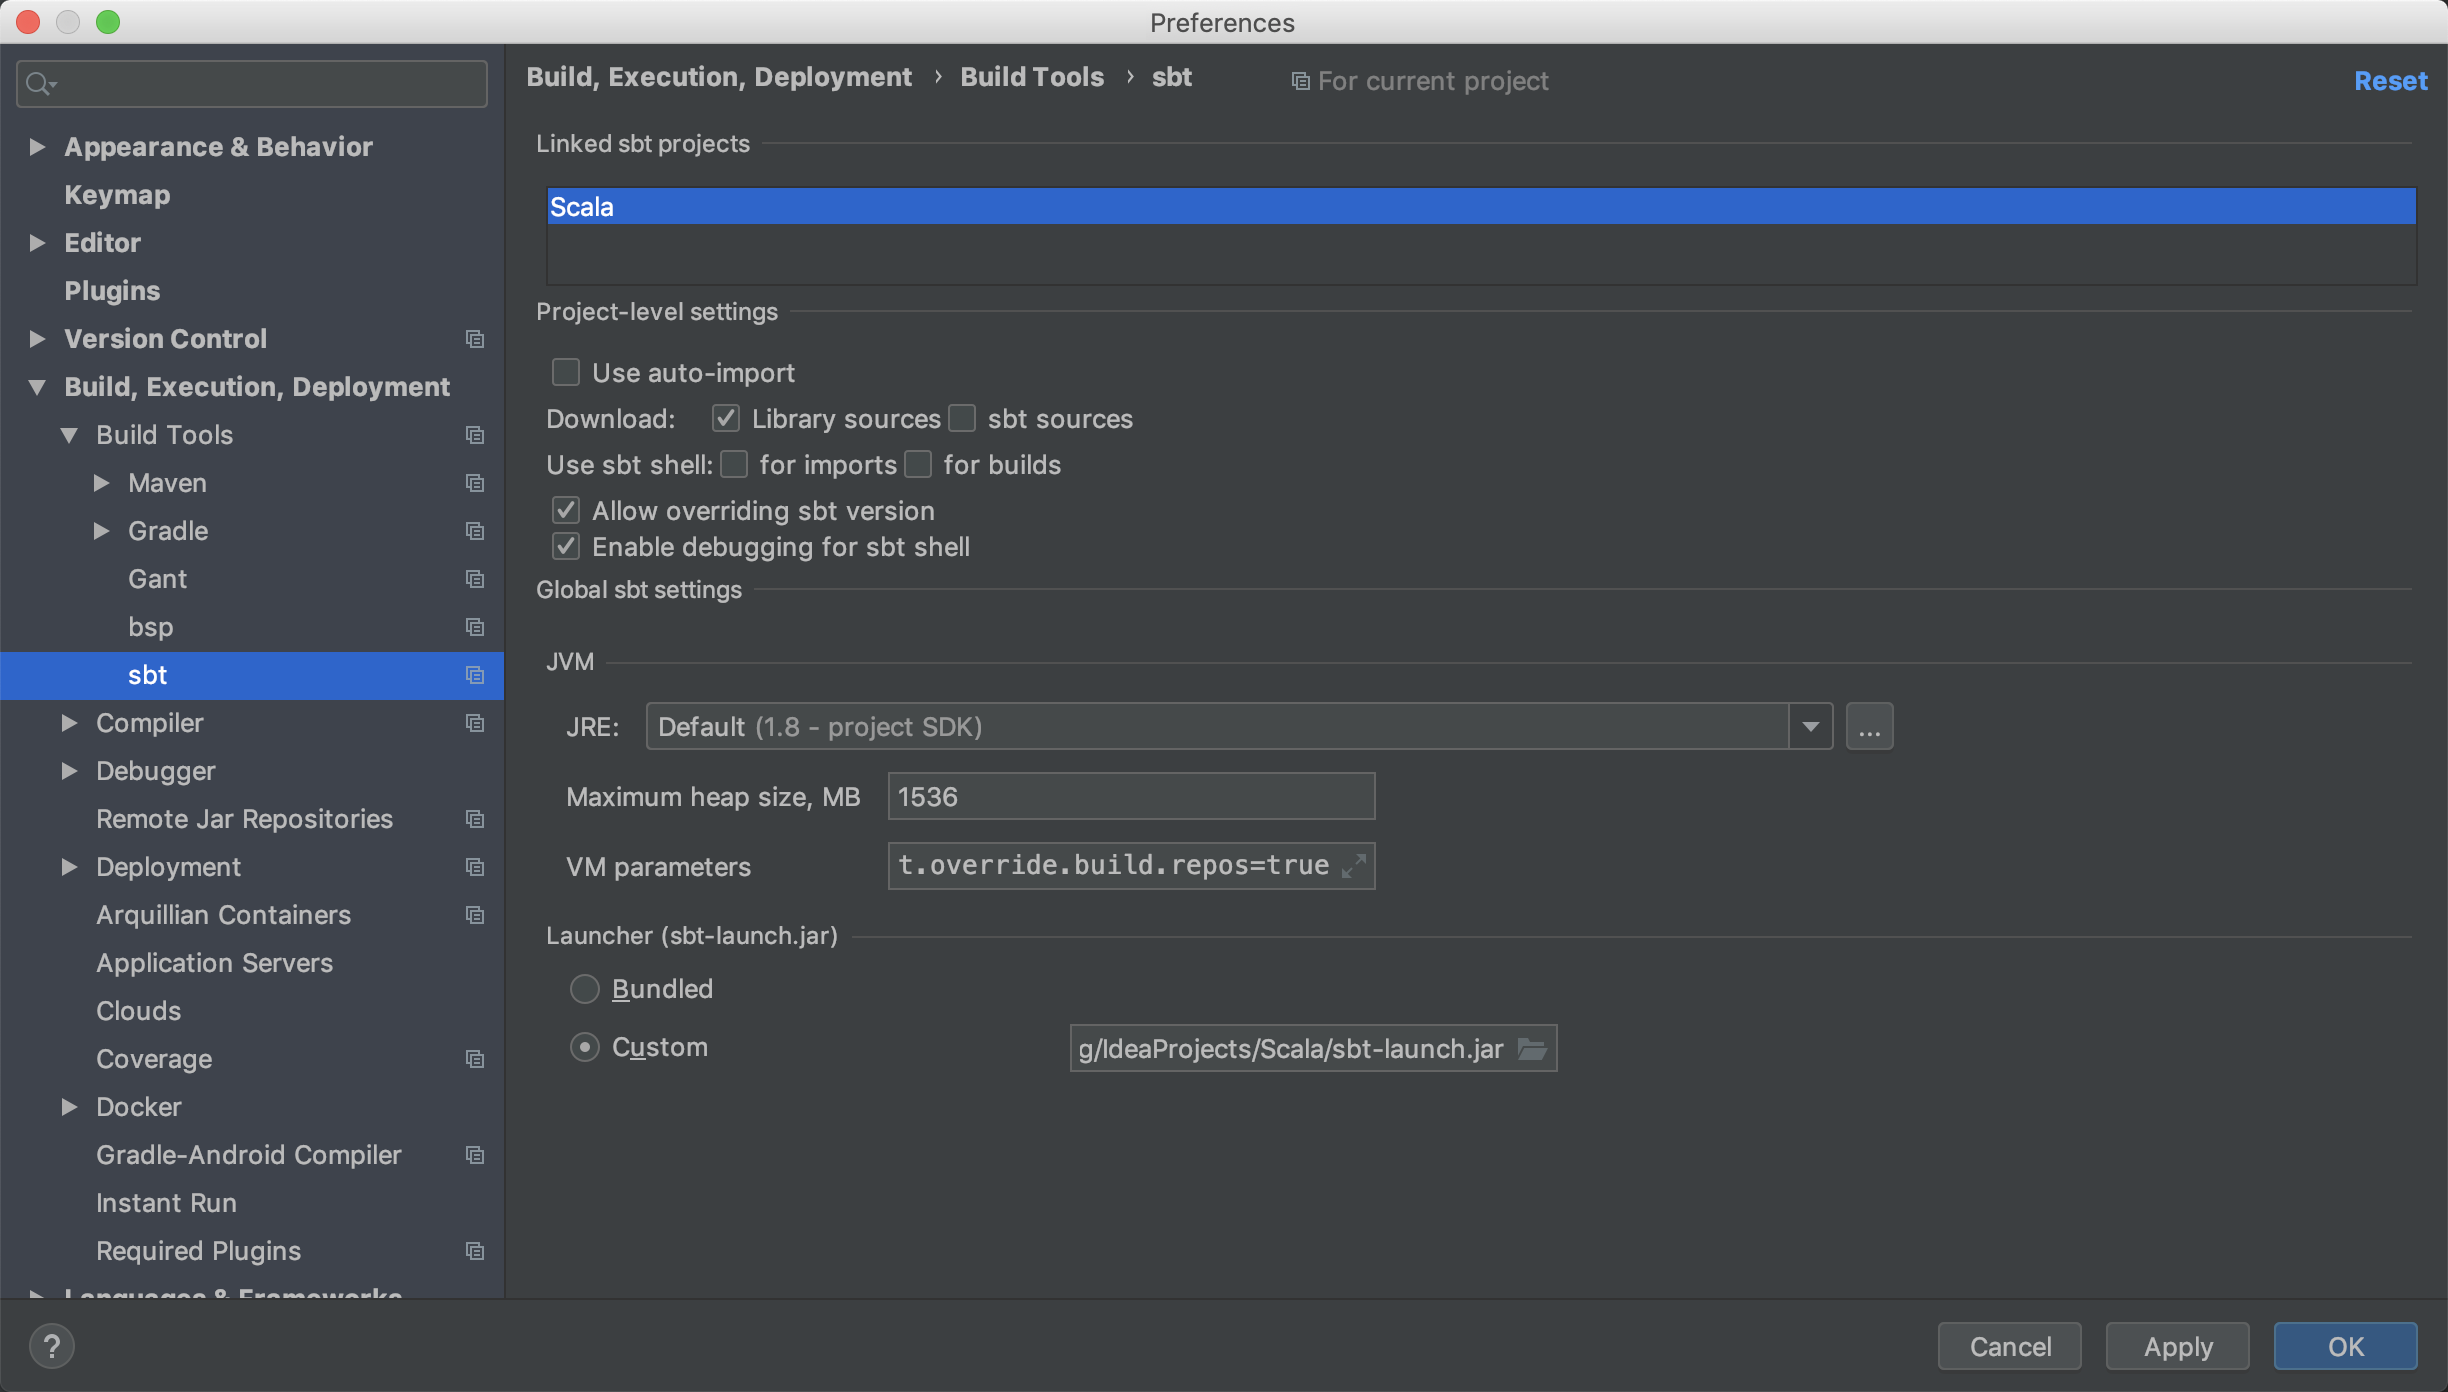 Preferences
Appearance & Behavior
Keymap
Editor
Plugins
Version Control
Build, Execution, Deployment
Build Tools
Maven
Gradle
Gant
bsp
sbt
Compiler
Debugger
Remote Jar Repositories
Deployment
Arquillian Containers
Application Servers
Clouds
Coverage
Docker
Gradle-Android Compiler
Instant Run
Required Plugins
Languages & Frameworks
Build, Execution, Deployment › Build Tools › sbt For current project Reset
Linked sbt projects
Scala
Project-level settings
Use auto-import
Download: Library sources sbt sources
Use sbt shell: for imports for builds
Allow overriding sbt version
Enable debugging for sbt shell
Global sbt settings
JVM
JRE: Default (1.8 - project SDK) ...
Maximum heap size, MB 1536
VM parameters t.override.build.repos=true
Launcher (sbt-launch.jar)
Bundled
Custom g/IdeaProjects/Scala/sbt-launch.jar
? Cancel Apply OK